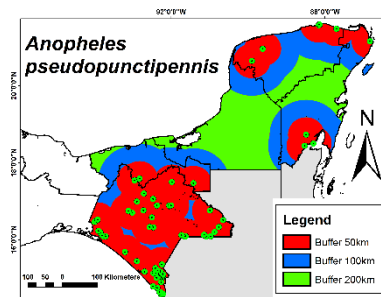 92°0'0"W 88°0'0"W
Anopheles
pseudopunctipennis
20°0'0"N
18°0'0"N
16°0'0"N
N
Legend
Buffer 50km
Buffer 100km
Buffer 200km
100 50 0 100 Kilometers